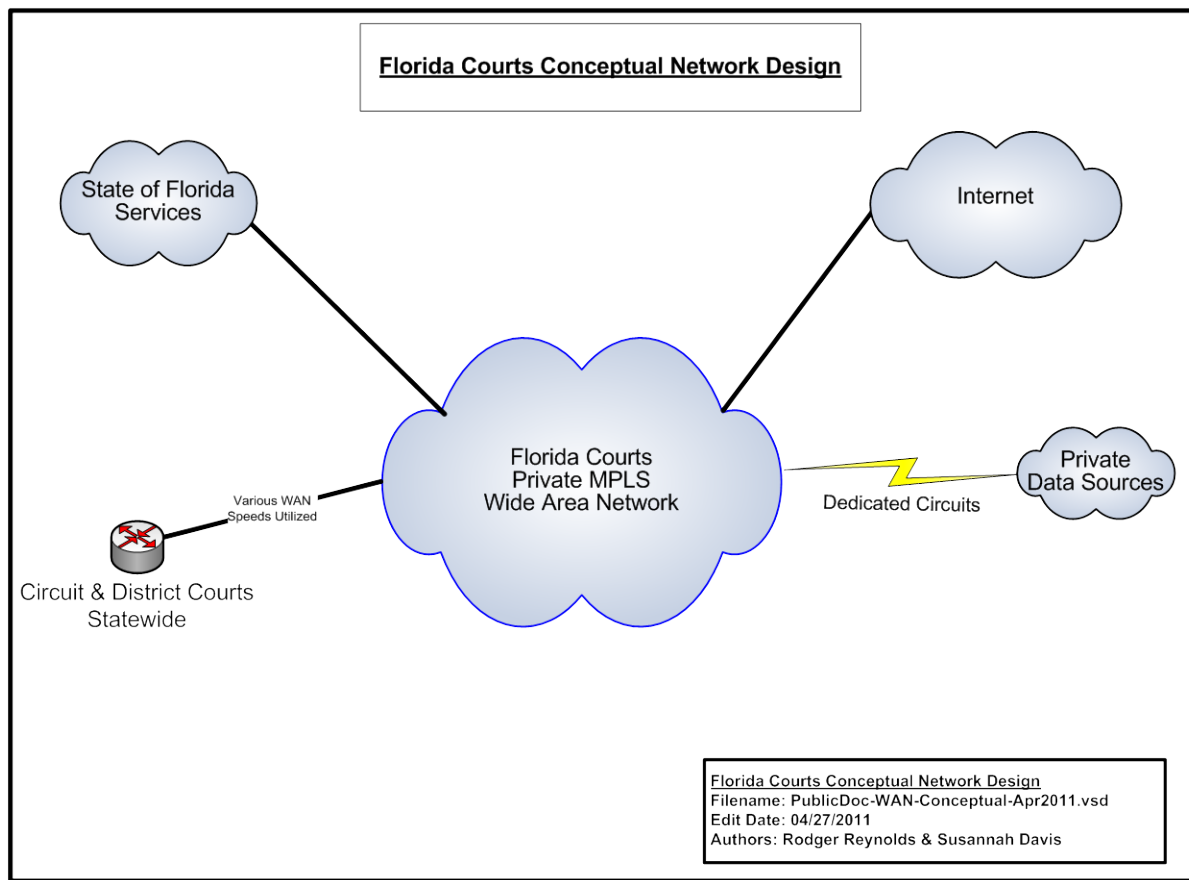 Florida Courts Conceptual Network Design
State of Florida
Services
Internet
Florida Courts
Private MPLS
Wide Area Network
Private
Data Sources
Dedicated Circuits
Various WAN
Speeds Utilized
Circuit & District Courts
Statewide
Florida Courts Conceptual Network Design
Filename: PublicDoc-WAN-Conceptual-Apr2011.vsd
Edit Date: 04/27/2011
Authors: Rodger Reynolds & Susannah Davis